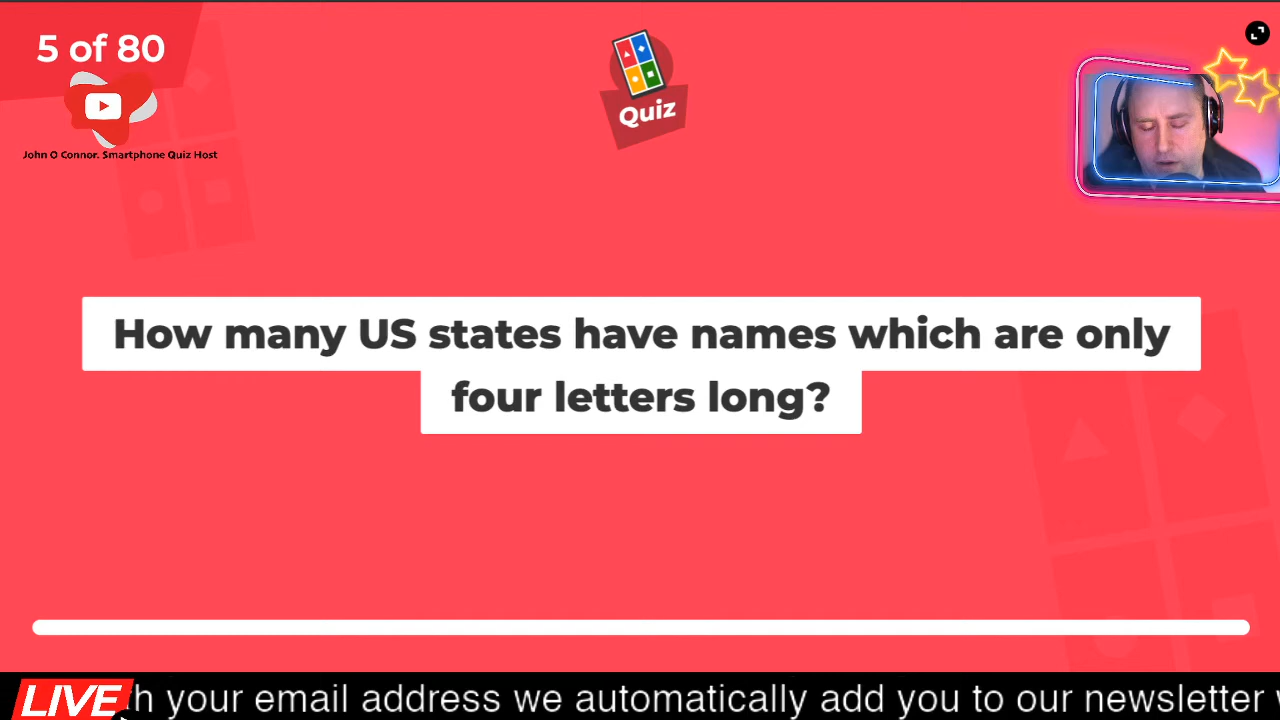 5 of 80
Quiz
John O Connor. Smartphone Quiz Host
How many US states have names which are only
four letters long?
LIVE
your email address we automatically add you to our newsletter